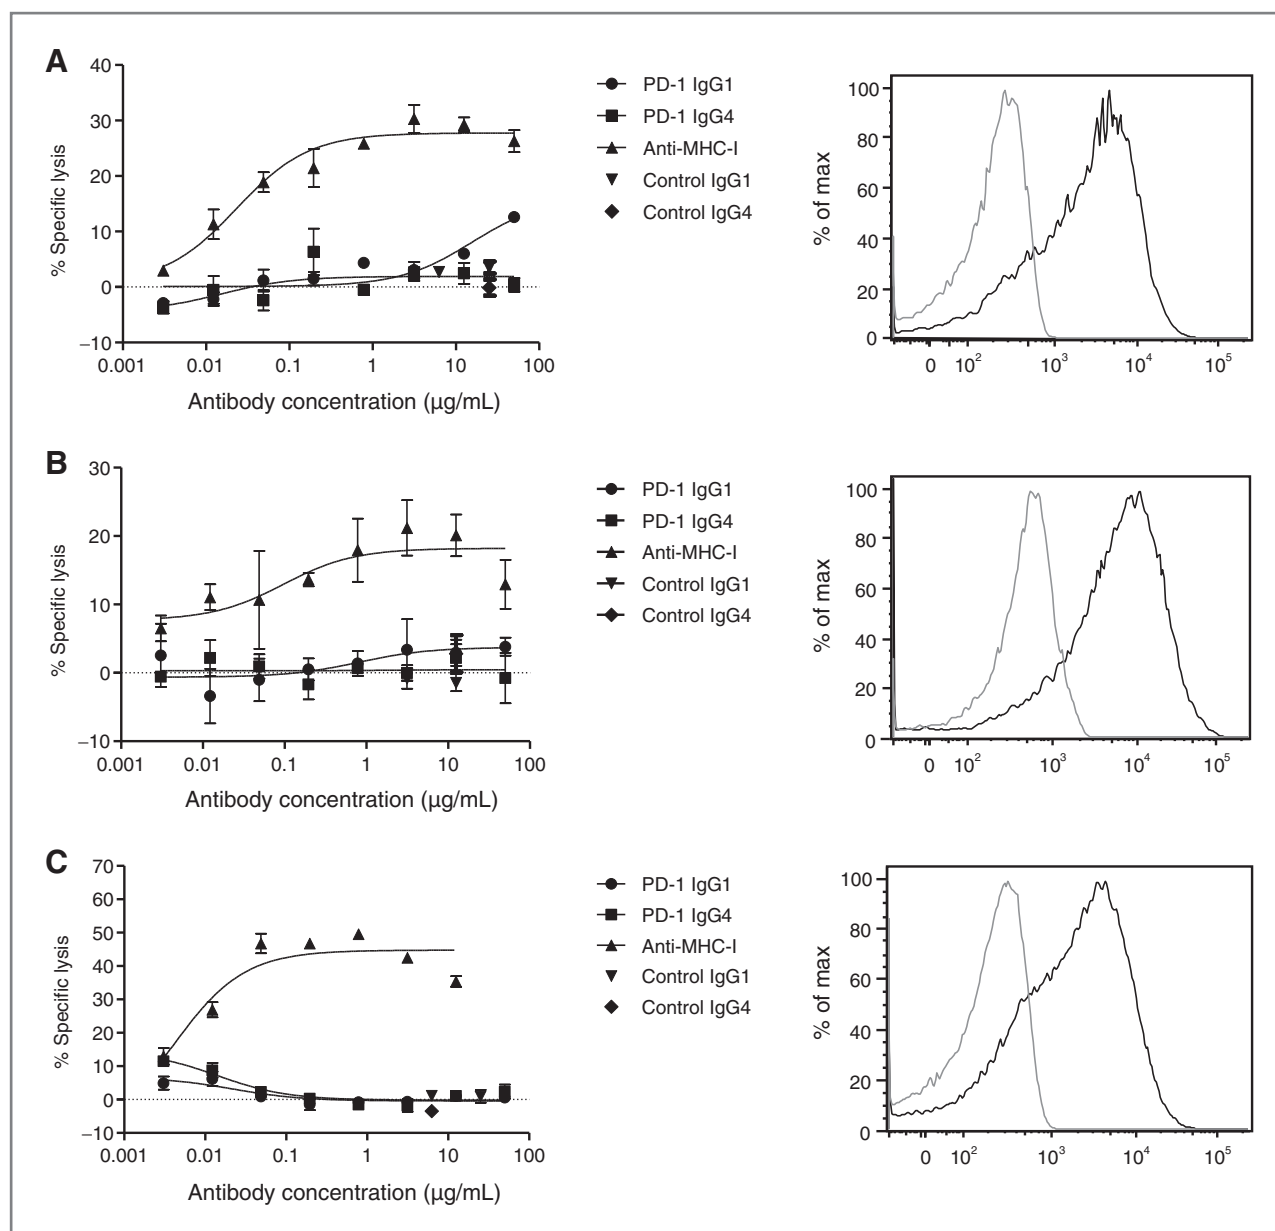 A
% Specific lysis
40
30
20
10
0
−10
0.001 0.01 0.1 1 10 100
Antibody concentration (µg/mL)
PD-1 IgG1
PD-1 IgG4
Anti-MHC-I
Control IgG1
Control IgG4
% of max
100
80
60
40
20
0
0 10² 10³ 10⁴ 10⁵
B
% Specific lysis
30
20
10
0
−10
0.001 0.01 0.1 1 10 100
Antibody concentration (µg/mL)
PD-1 IgG1
PD-1 IgG4
Anti-MHC-I
Control IgG1
Control IgG4
% of max
100
80
60
40
20
0
0 10² 10³ 10⁴ 10⁵
C
% Specific lysis
70
60
50
40
30
20
10
0
−10
0.001 0.01 0.1 1 10 100
Antibody concentration (µg/mL)
PD-1 IgG1
PD-1 IgG4
Anti-MHC-I
Control IgG1
Control IgG4
% of max
100
80
60
40
20
0
0 10² 10³ 10⁴ 10⁵